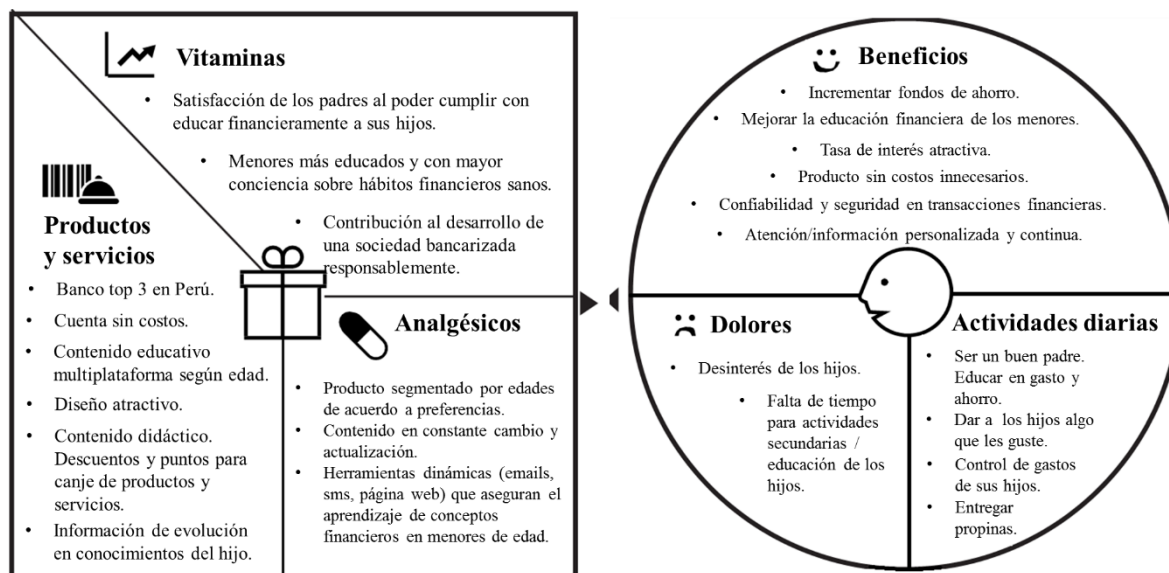 Vitaminas
• Satisfacción de los padres al poder cumplir con
educar financieramente a sus hijos.
• Menores más educados y con mayor
conciencia sobre hábitos financieros sanos.
• Contribución al desarrollo de
una sociedad bancarizada
responsablemente.
Productos
y servicios
• Banco top 3 en Perú.
• Cuenta sin costos.
• Contenido educativo
multiplataforma según edad.
• Diseño atractivo.
• Contenido didáctico.
Descuentos y puntos para
canje de productos y
servicios.
• Información de evolución
en conocimientos del hijo.
Analgésicos
• Producto segmentado por edades
de acuerdo a preferencias.
• Contenido en constante cambio y
actualización.
• Herramientas dinámicas (emails,
sms, página web) que aseguran el
aprendizaje de conceptos
financieros en menores de edad.
Beneficios
• Incrementar fondos de ahorro.
• Mejorar la educación financiera de los menores.
• Tasa de interés atractiva.
• Producto sin costos innecesarios.
• Confiabilidad y seguridad en transacciones financieras.
• Atención/información personalizada y continua.
Dolores
• Desinterés de los hijos.
• Falta de tiempo
para actividades
secundarias /
educación de los
hijos.
Actividades diarias
• Ser un buen padre.
Educar en gasto y
ahorro.
• Dar a los hijos algo
que les guste.
• Control de gastos
de sus hijos.
• Entregar
propinas.